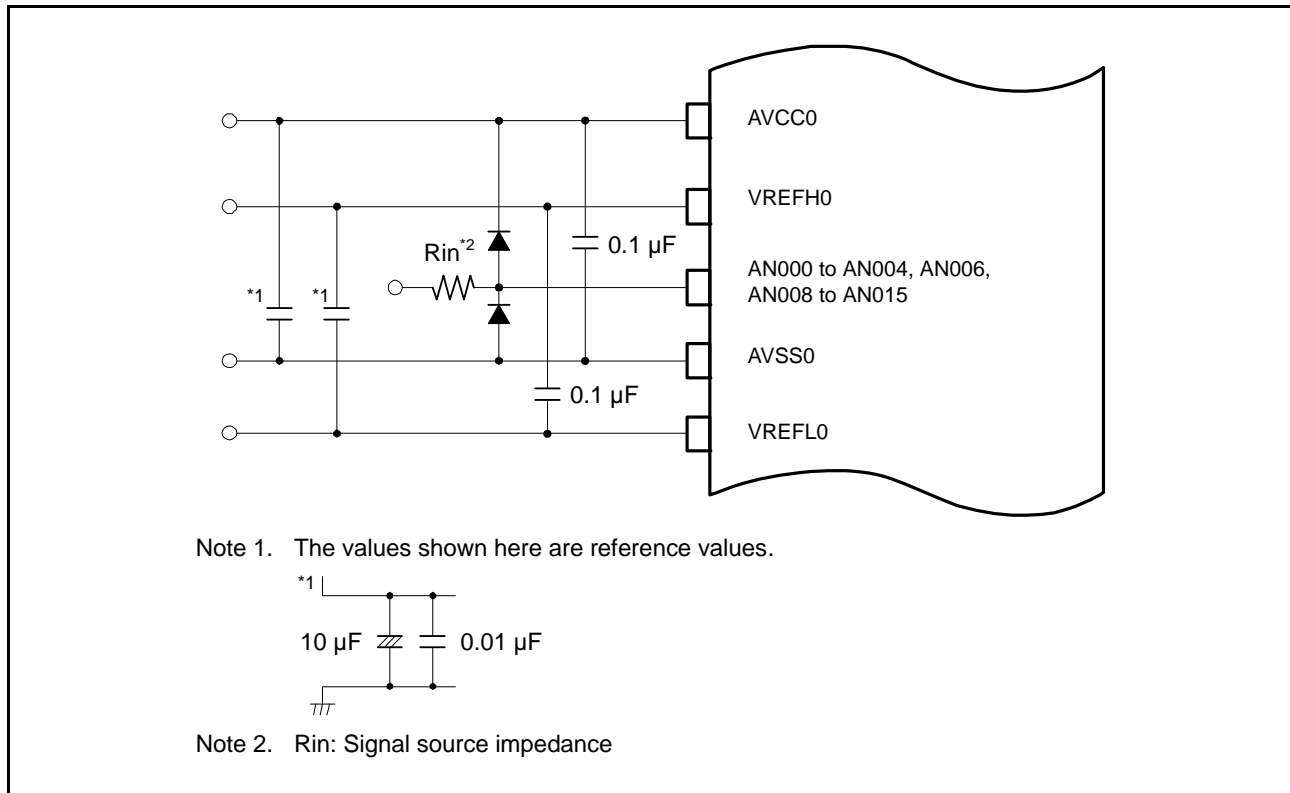 AVCC0
VREFH0
Rin*2
0.1 µF
AN000 to AN004, AN006,
AN008 to AN015
*1
*1
AVSS0
0.1 µF
VREFL0
Note 1. The values shown here are reference values.
*1
10 µF
0.01 µF
Note 2. Rin: Signal source impedance